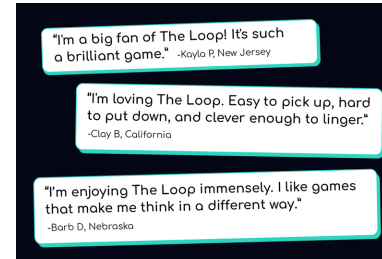 “I'm a big fan of The Loop! It's such
a brilliant game.” -Kayla P, New Jersey
“I'm loving The Loop. Easy to pick up, hard
to put down, and clever enough to linger.”
-Clay B, California
“I'm enjoying The Loop immensely. I like games
that make me think in a different way.”
-Barb D, Nebraska